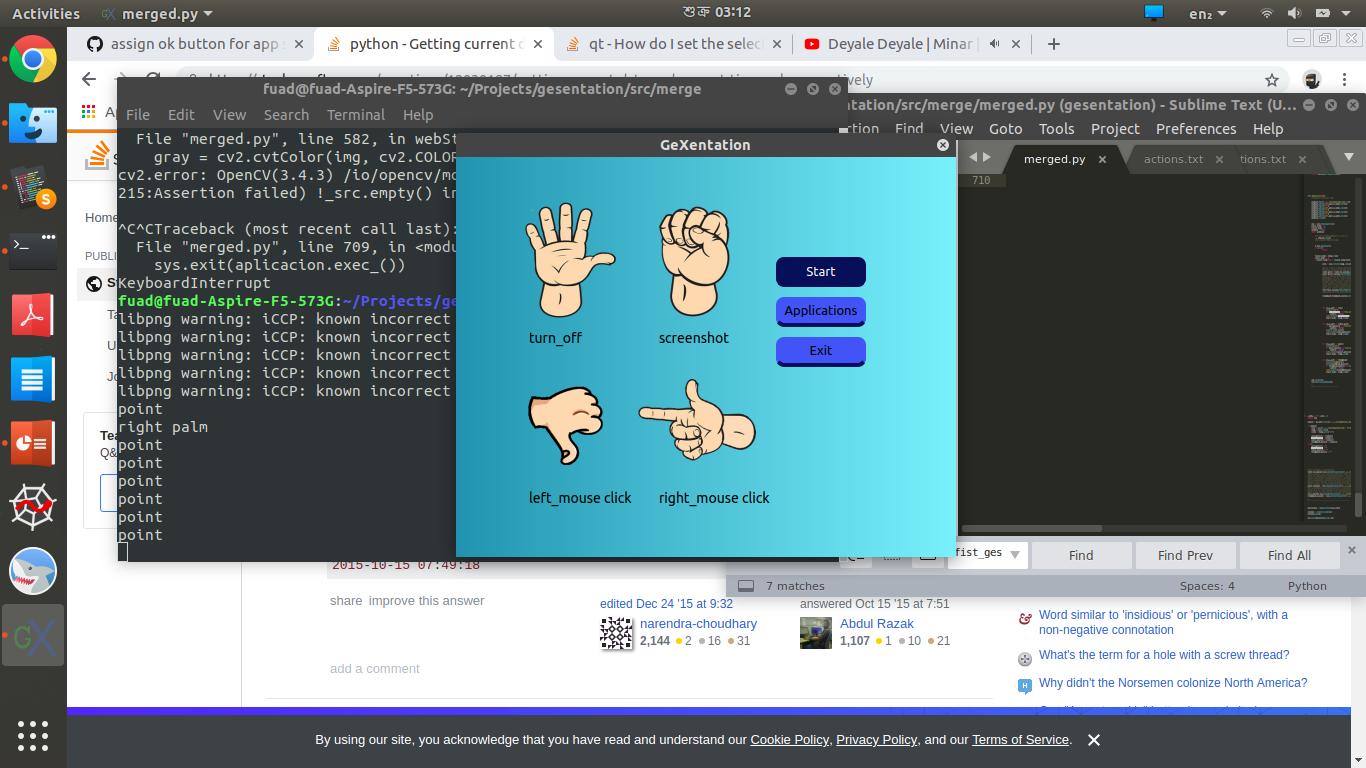 Activities
merged.py
শুক্র 03:12
en₂
assign ok button for app s
python - Getting current d
qt - How do I set the selec
Deyale Deyale | Minar
fuad@fuad-Aspire-F5-573G: ~/Projects/gesentation/src/merge
File Edit View Search Terminal Help
File "merged.py", line 582, in webSt
gray = cv2.cvtColor(img, cv2.COLOR
cv2.error: OpenCV(3.4.3) /io/opencv/mo
215:Assertion failed) !_src.empty() in
^C^CTraceback (most recent call last):
File "merged.py", line 709, in <modu
sys.exit(aplicacion.exec_())
KeyboardInterrupt
fuad@fuad-Aspire-F5-573G:~/Projects/ge
libpng warning: iCCP: known incorrect
libpng warning: iCCP: known incorrect
libpng warning: iCCP: known incorrect
libpng warning: iCCP: known incorrect
libpng warning: iCCP: known incorrect
point
right palm
point
point
point
point
point
point
GeXentation
turn_off
screenshot
left_mouse click
right_mouse click
Start
Applications
Exit
ntation/src/merge/merged.py (gesentation) - Sublime Text (U...
ction Find View Goto Tools Project Preferences Help
merged.py
actions.txt
tions.txt
710
fist_ges
Find
Find Prev
Find All
7 matches
Spaces: 4
Python
Home
PUBLI
S
Ta
U
Jo
Tea
Q&
2015-10-15 07:49:18
share improve this answer
edited Dec 24 '15 at 9:32
narendra-choudhary
2,144 2 16 31
answered Oct 15 '15 at 7:51
Abdul Razak
1,107 1 10 21
add a comment
Word similar to 'insidious' or 'pernicious', with a
non-negative connotation
What's the term for a hole with a screw thread?
Why didn't the Norsemen colonize North America?
By using our site, you acknowledge that you have read and understand our Cookie Policy, Privacy Policy, and our Terms of Service.